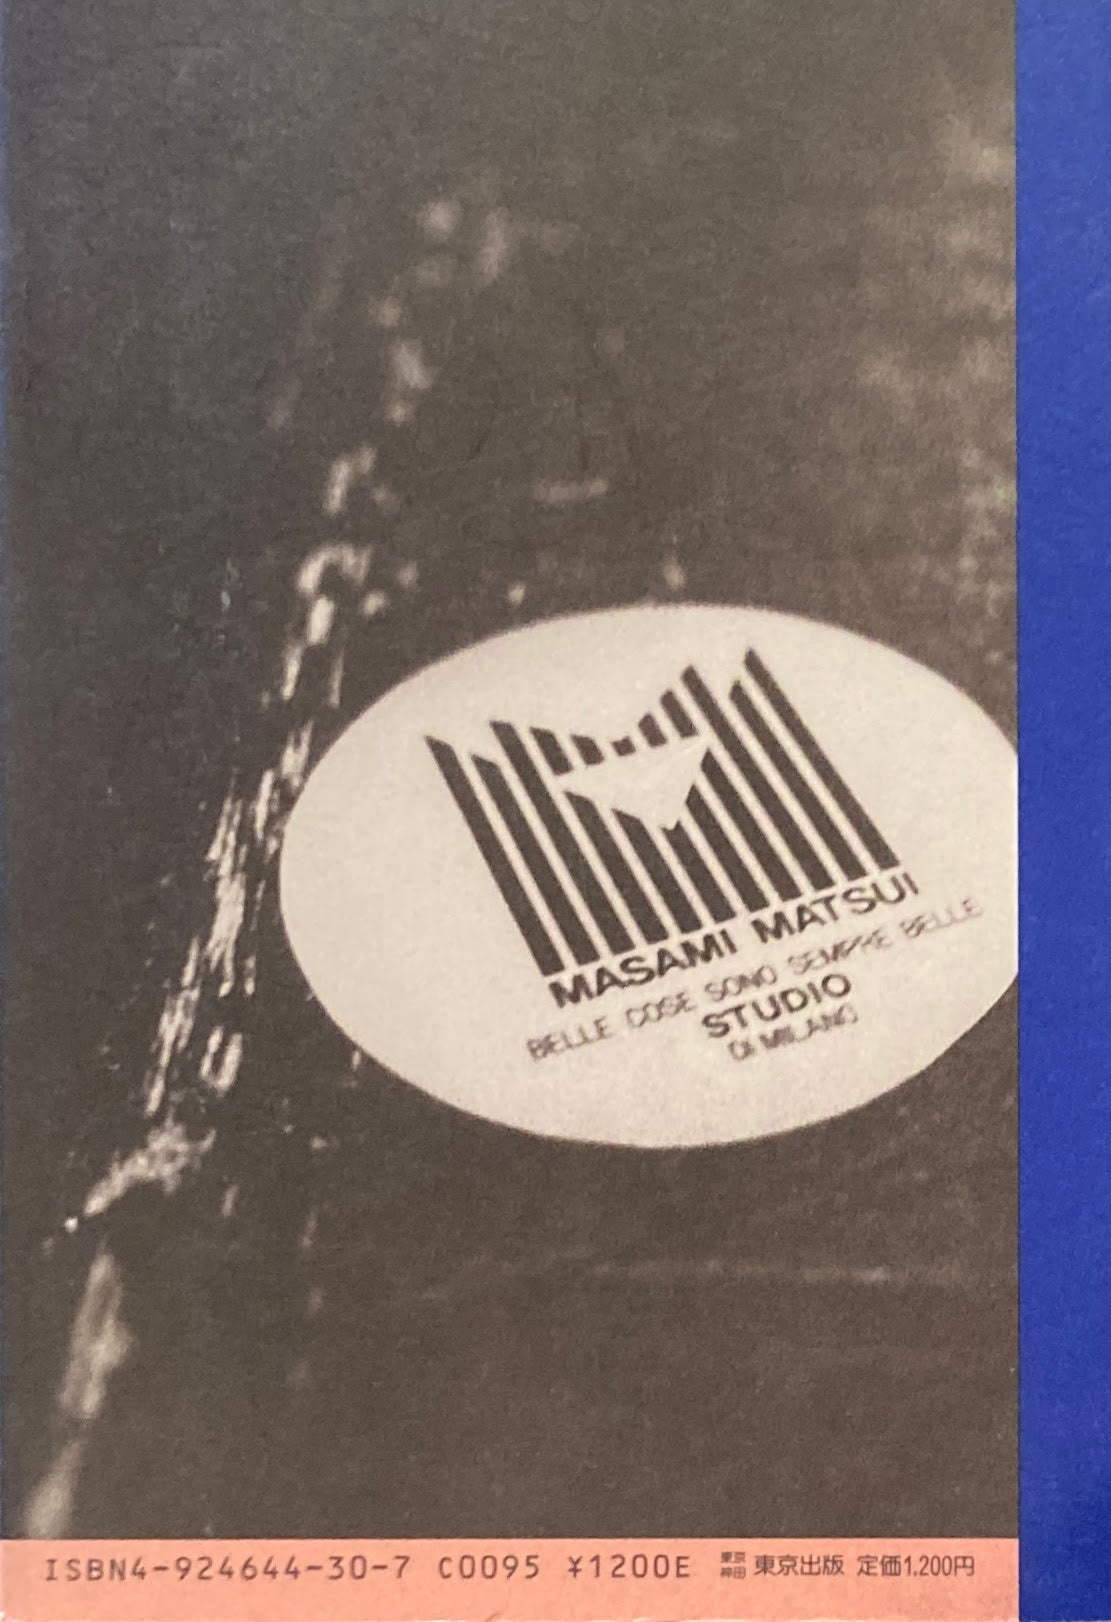 MASAMI MATSUI
BELLE COSE SONO SEMPRE BELLE
STUDIO
DI MILANO
ISBN4-924644-30-7 C0095 ¥1200E 東京神田 東京出版 定価1,200円